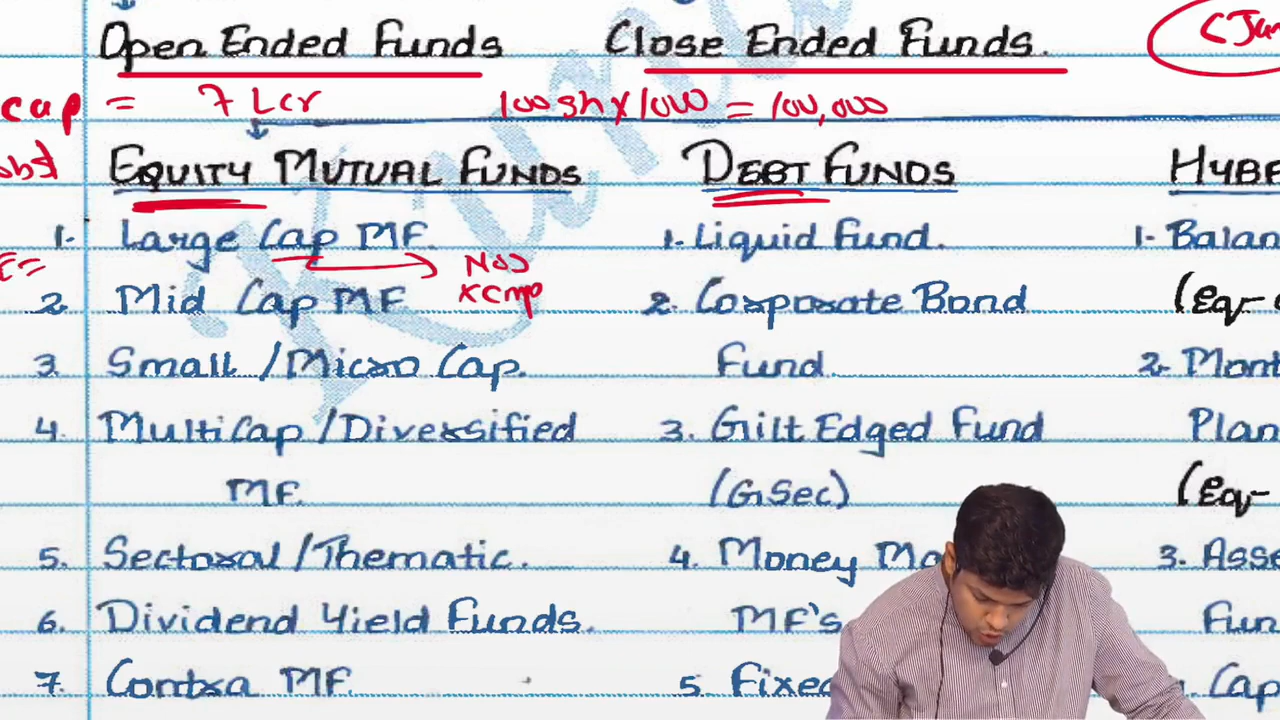 Open Ended Funds Close Ended Funds.
cap = 7 Lcr 100 sh x 1000 = 100,000
EQUITY MUTUAL FUNDS DEBT FUNDS HYB
1. Large Cap MF. 1. Liquid Fund. 1. Balan
2. Mid Cap MF 2. Corporate Bond (Eq-
3. Small /Micro Cap. Fund. 2. Mont
4. MultiCap /Diversified 3. Gilt Edged Fund Plan
MF. (GSec) (Eq-
5. Sectoral /Thematic. 4. Money Ma 3. Asse
6. Dividend Yield Funds. MF's Fun
7. Contra MF. 5. Fixed Cap